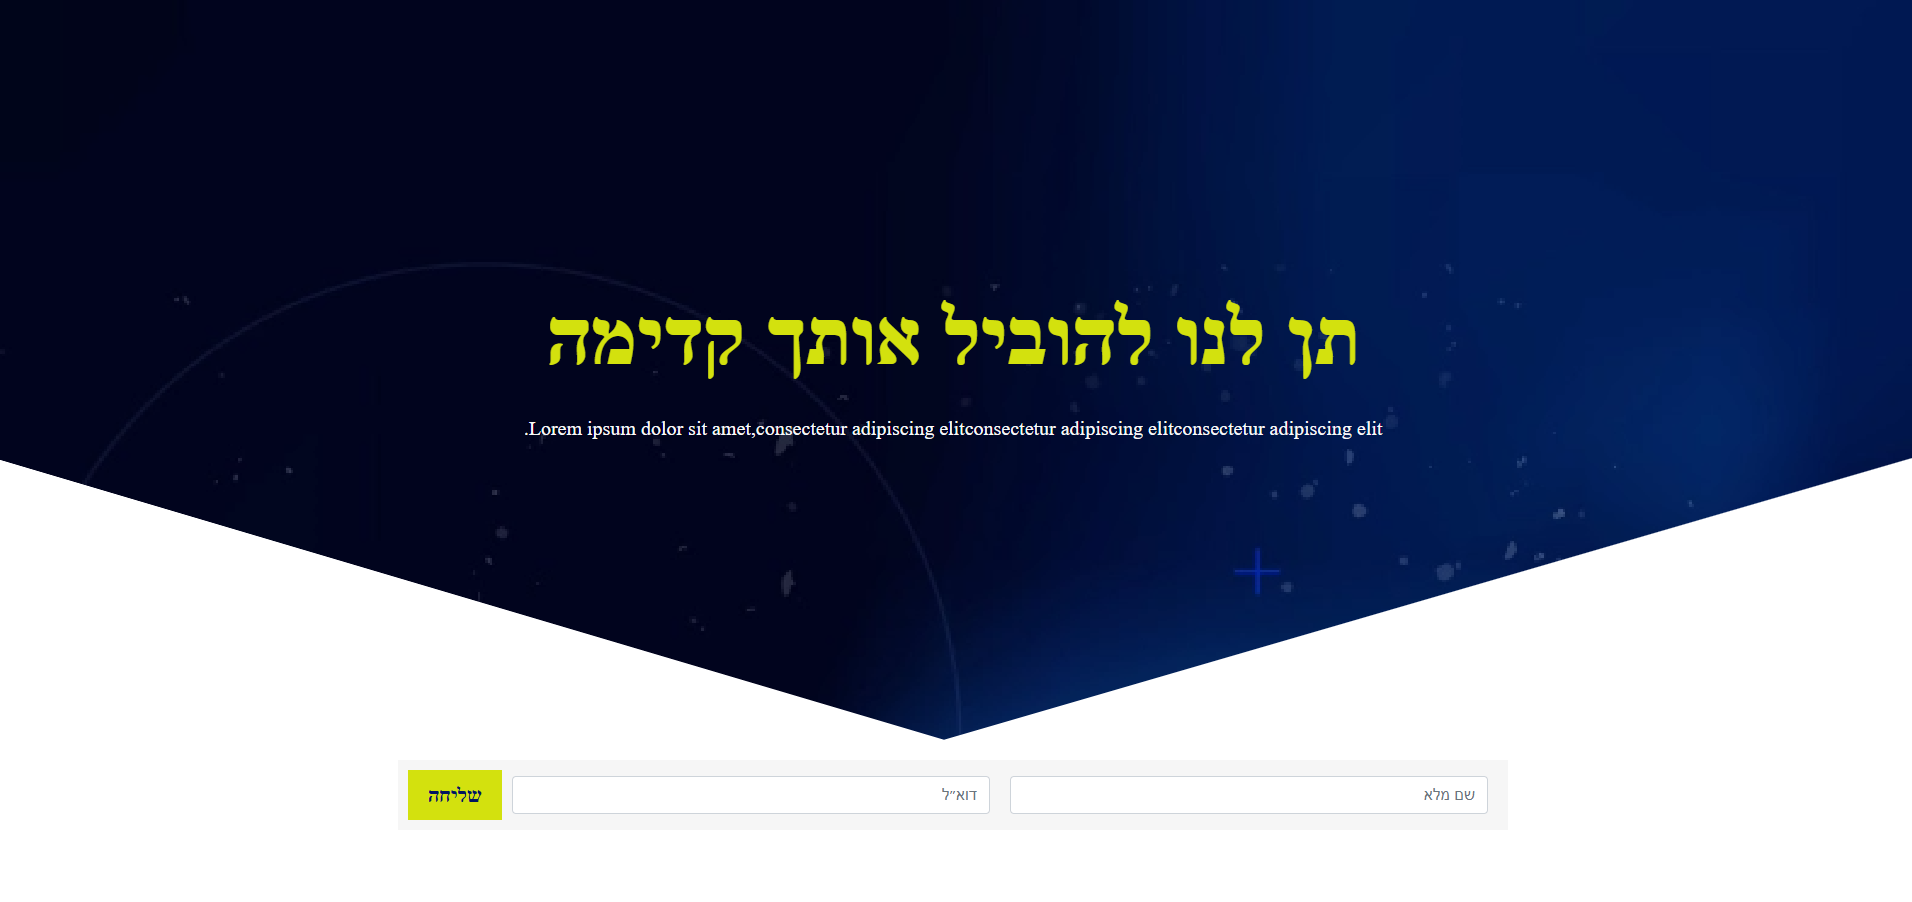 תן לנו להוביל אותך קדימה
.Lorem ipsum dolor sit amet,consectetur adipiscing elitconsectetur adipiscing elitconsectetur adipiscing elit
שם מלא
דוא״ל
שליחה